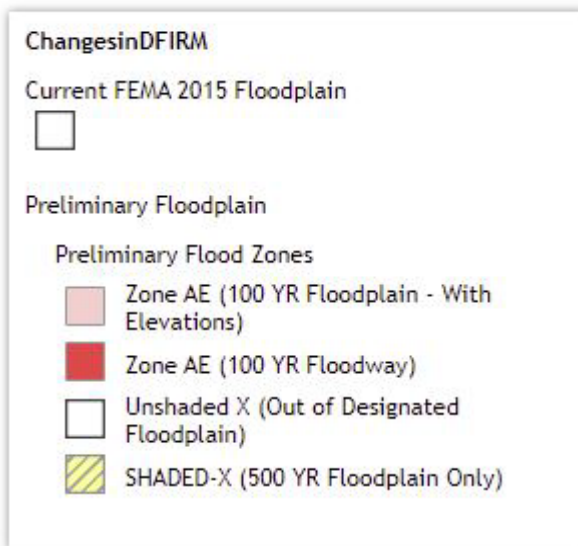 ChangesinDFIRM
Current FEMA 2015 Floodplain
Preliminary Floodplain
Preliminary Flood Zones
Zone AE (100 YR Floodplain - With
Elevations)
Zone AE (100 YR Floodway)
Unshaded X (Out of Designated
Floodplain)
SHADED-X (500 YR Floodplain Only)